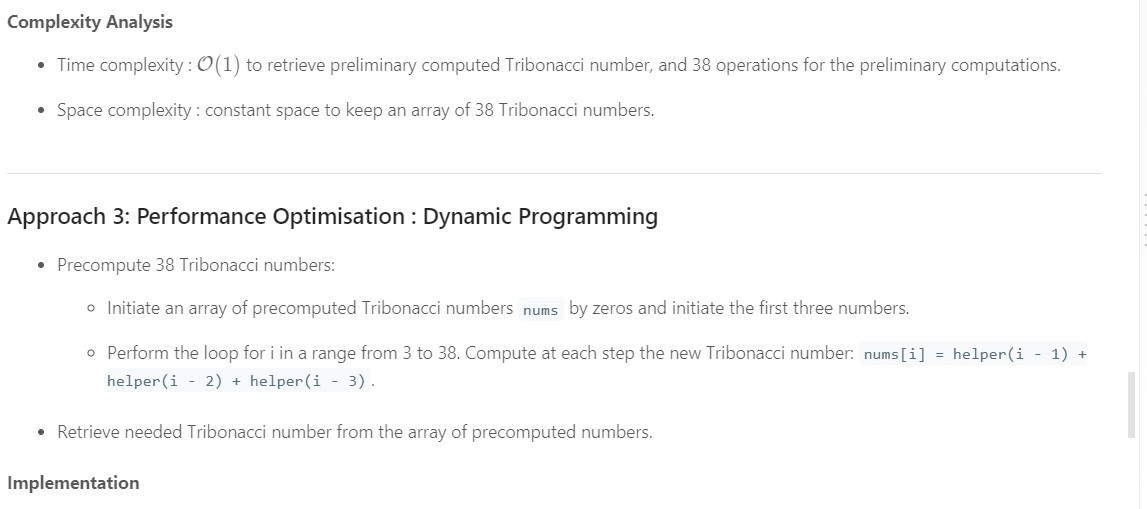 Complexity Analysis
• Time complexity : O(1) to retrieve preliminary computed Tribonacci number, and 38 operations for the preliminary computations.
• Space complexity : constant space to keep an array of 38 Tribonacci numbers.
Approach 3: Performance Optimisation : Dynamic Programming
• Precompute 38 Tribonacci numbers:
◦ Initiate an array of precomputed Tribonacci numbers nums by zeros and initiate the first three numbers.
◦ Perform the loop for i in a range from 3 to 38. Compute at each step the new Tribonacci number: nums[i] = helper(i - 1) +
helper(i - 2) + helper(i - 3).
• Retrieve needed Tribonacci number from the array of precomputed numbers.
Implementation